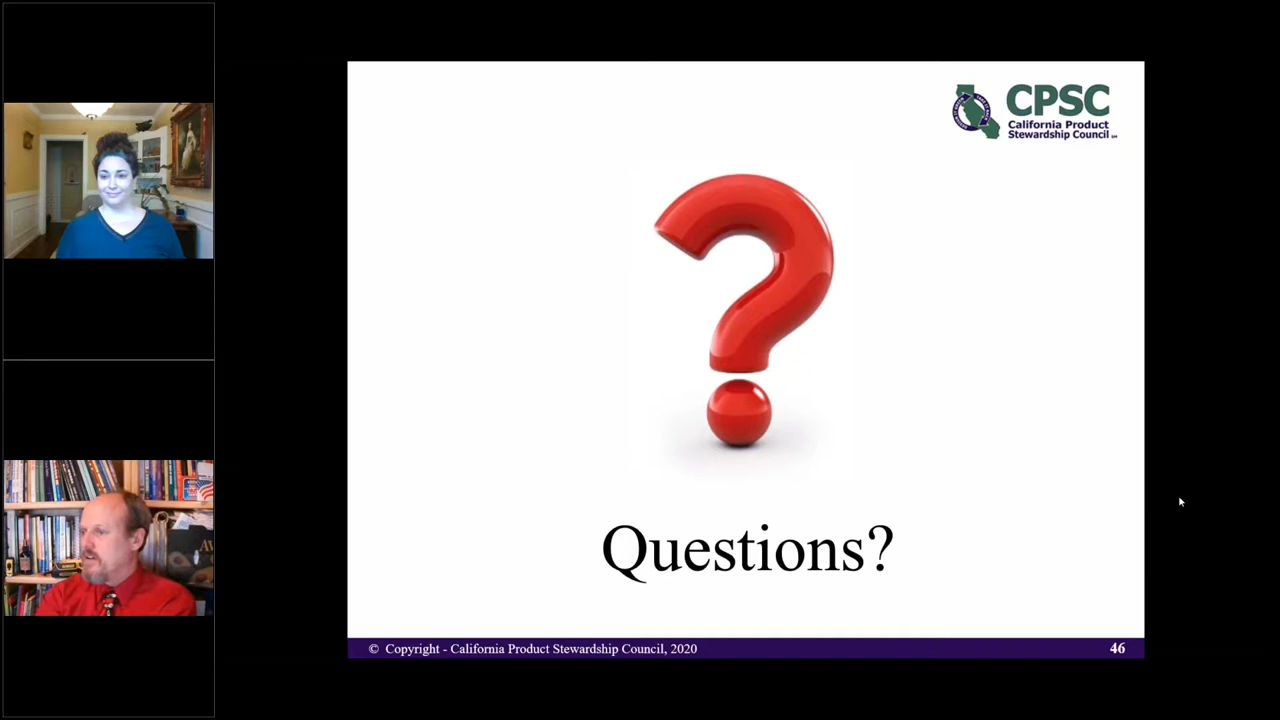 CPSC
California Product
Stewardship Council
Questions?
© Copyright - California Product Stewardship Council, 2020
46